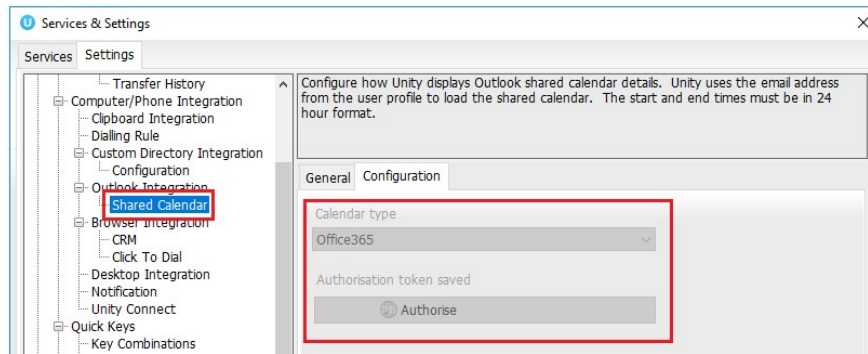 Services & Settings
Services
Settings
Transfer History
Computer/Phone Integration
Clipboard Integration
Dialling Rule
Custom Directory Integration
Configuration
Outlook Integration
Shared Calendar
Browser Integration
CRM
Click To Dial
Desktop Integration
Notification
Unity Connect
Quick Keys
Key Combinations
Configure how Unity displays Outlook shared calendar details. Unity uses the email address
from the user profile to load the shared calendar. The start and end times must be in 24
hour format.
General
Configuration
Calendar type
Office365
Authorisation token saved
Authorise